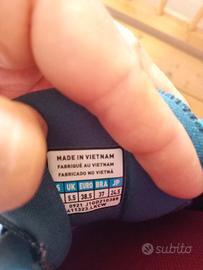 MADE IN VIETNAM
FABRIQUÉ AU VIETNAM
FABRICADO NO VIETNÃ
UK EURO BRA JP
5.5 38.5 37 24.5
0921
subito